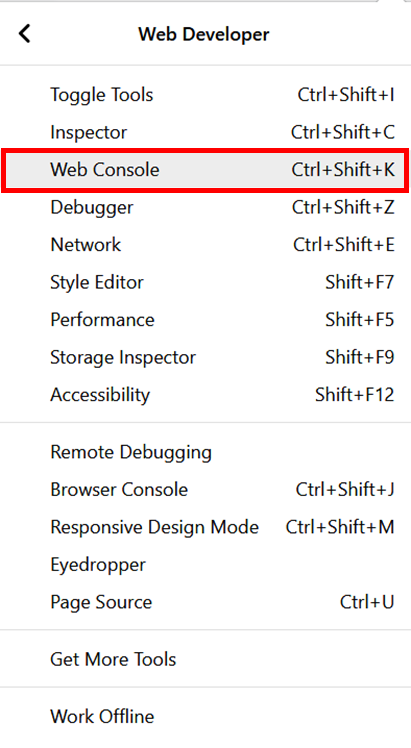 Web Developer
Toggle Tools Ctrl+Shift+I
Inspector Ctrl+Shift+C
Web Console Ctrl+Shift+K
Debugger Ctrl+Shift+Z
Network Ctrl+Shift+E
Style Editor Shift+F7
Performance Shift+F5
Storage Inspector Shift+F9
Accessibility Shift+F12
Remote Debugging
Browser Console Ctrl+Shift+J
Responsive Design Mode Ctrl+Shift+M
Eyedropper
Page Source Ctrl+U
Get More Tools
Work Offline